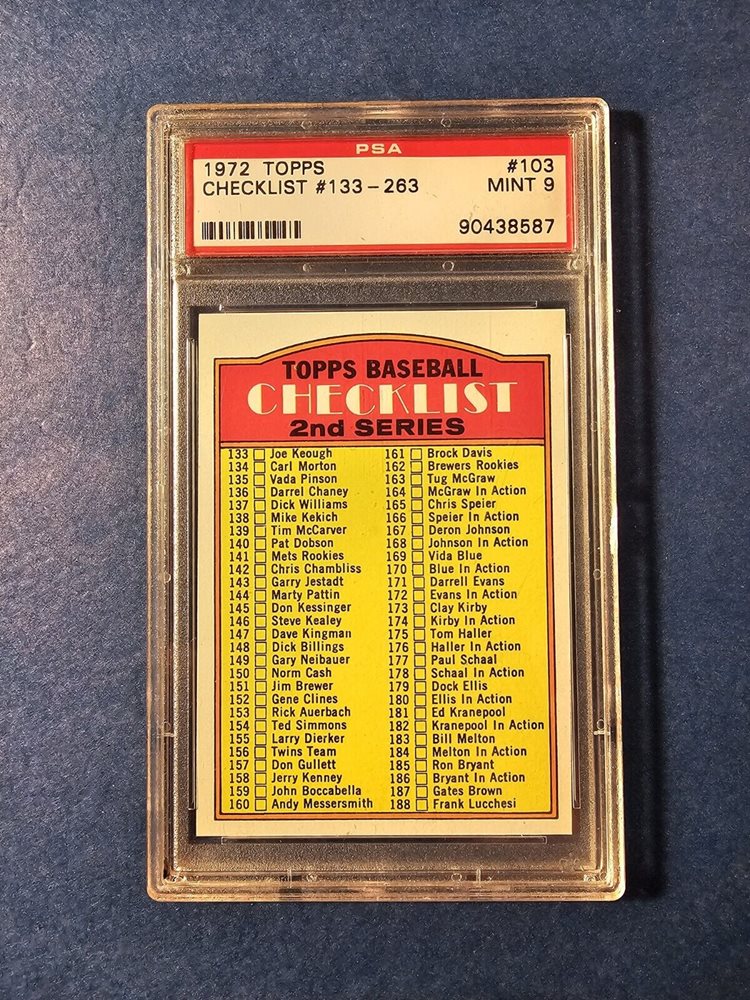 PSA
1972 TOPPS #103
CHECKLIST #133-263 MINT 9
90438587
TOPPS BASEBALL
CHECKLIST
2nd SERIES
133 Joe Keough
134 Carl Morton
135 Vada Pinson
136 Darrel Chaney
137 Dick Williams
138 Mike Kekich
139 Tim McCarver
140 Pat Dobson
141 Mets Rookies
142 Chris Chambliss
143 Garry Jestadt
144 Marty Pattin
145 Don Kessinger
146 Steve Kealey
147 Dave Kingman
148 Dick Billings
149 Gary Neibauer
150 Norm Cash
151 Jim Brewer
152 Gene Clines
153 Rick Auerbach
154 Ted Simmons
155 Larry Dierker
156 Twins Team
157 Don Gullett
158 Jerry Kenney
159 John Boccabella
160 Andy Messersmith
161 Brock Davis
162 Brewers Rookies
163 Tug McGraw
164 McGraw In Action
165 Chris Speier
166 Speier In Action
167 Deron Johnson
168 Johnson In Action
169 Vida Blue
170 Blue In Action
171 Darrell Evans
172 Evans In Action
173 Clay Kirby
174 Kirby In Action
175 Tom Haller
176 Haller In Action
177 Paul Schaal
178 Schaal In Action
179 Dock Ellis
180 Ellis In Action
181 Ed Kranepool
182 Kranepool In Action
183 Bill Melton
184 Melton In Action
185 Ron Bryant
186 Bryant In Action
187 Gates Brown
188 Frank Lucchesi